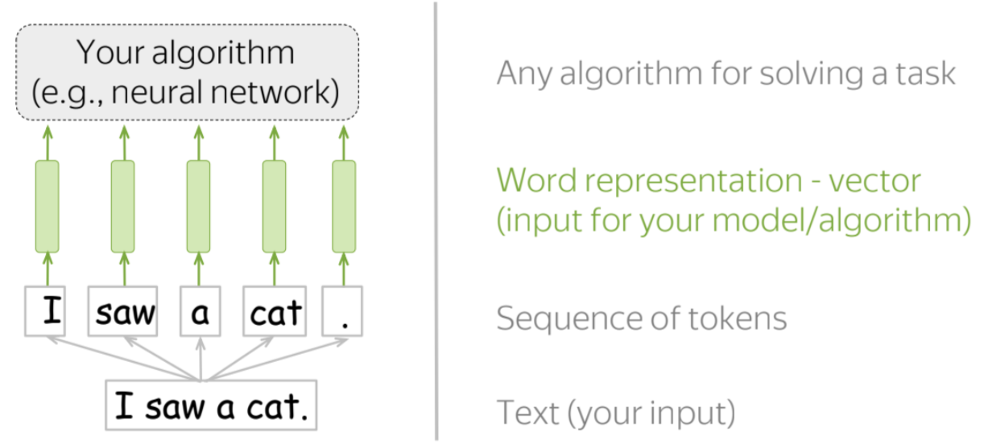 Your algorithm
(e.g., neural network)
Any algorithm for solving a task
Word representation - vector
(input for your model/algorithm)
I saw a cat .
Sequence of tokens
I saw a cat.
Text (your input)